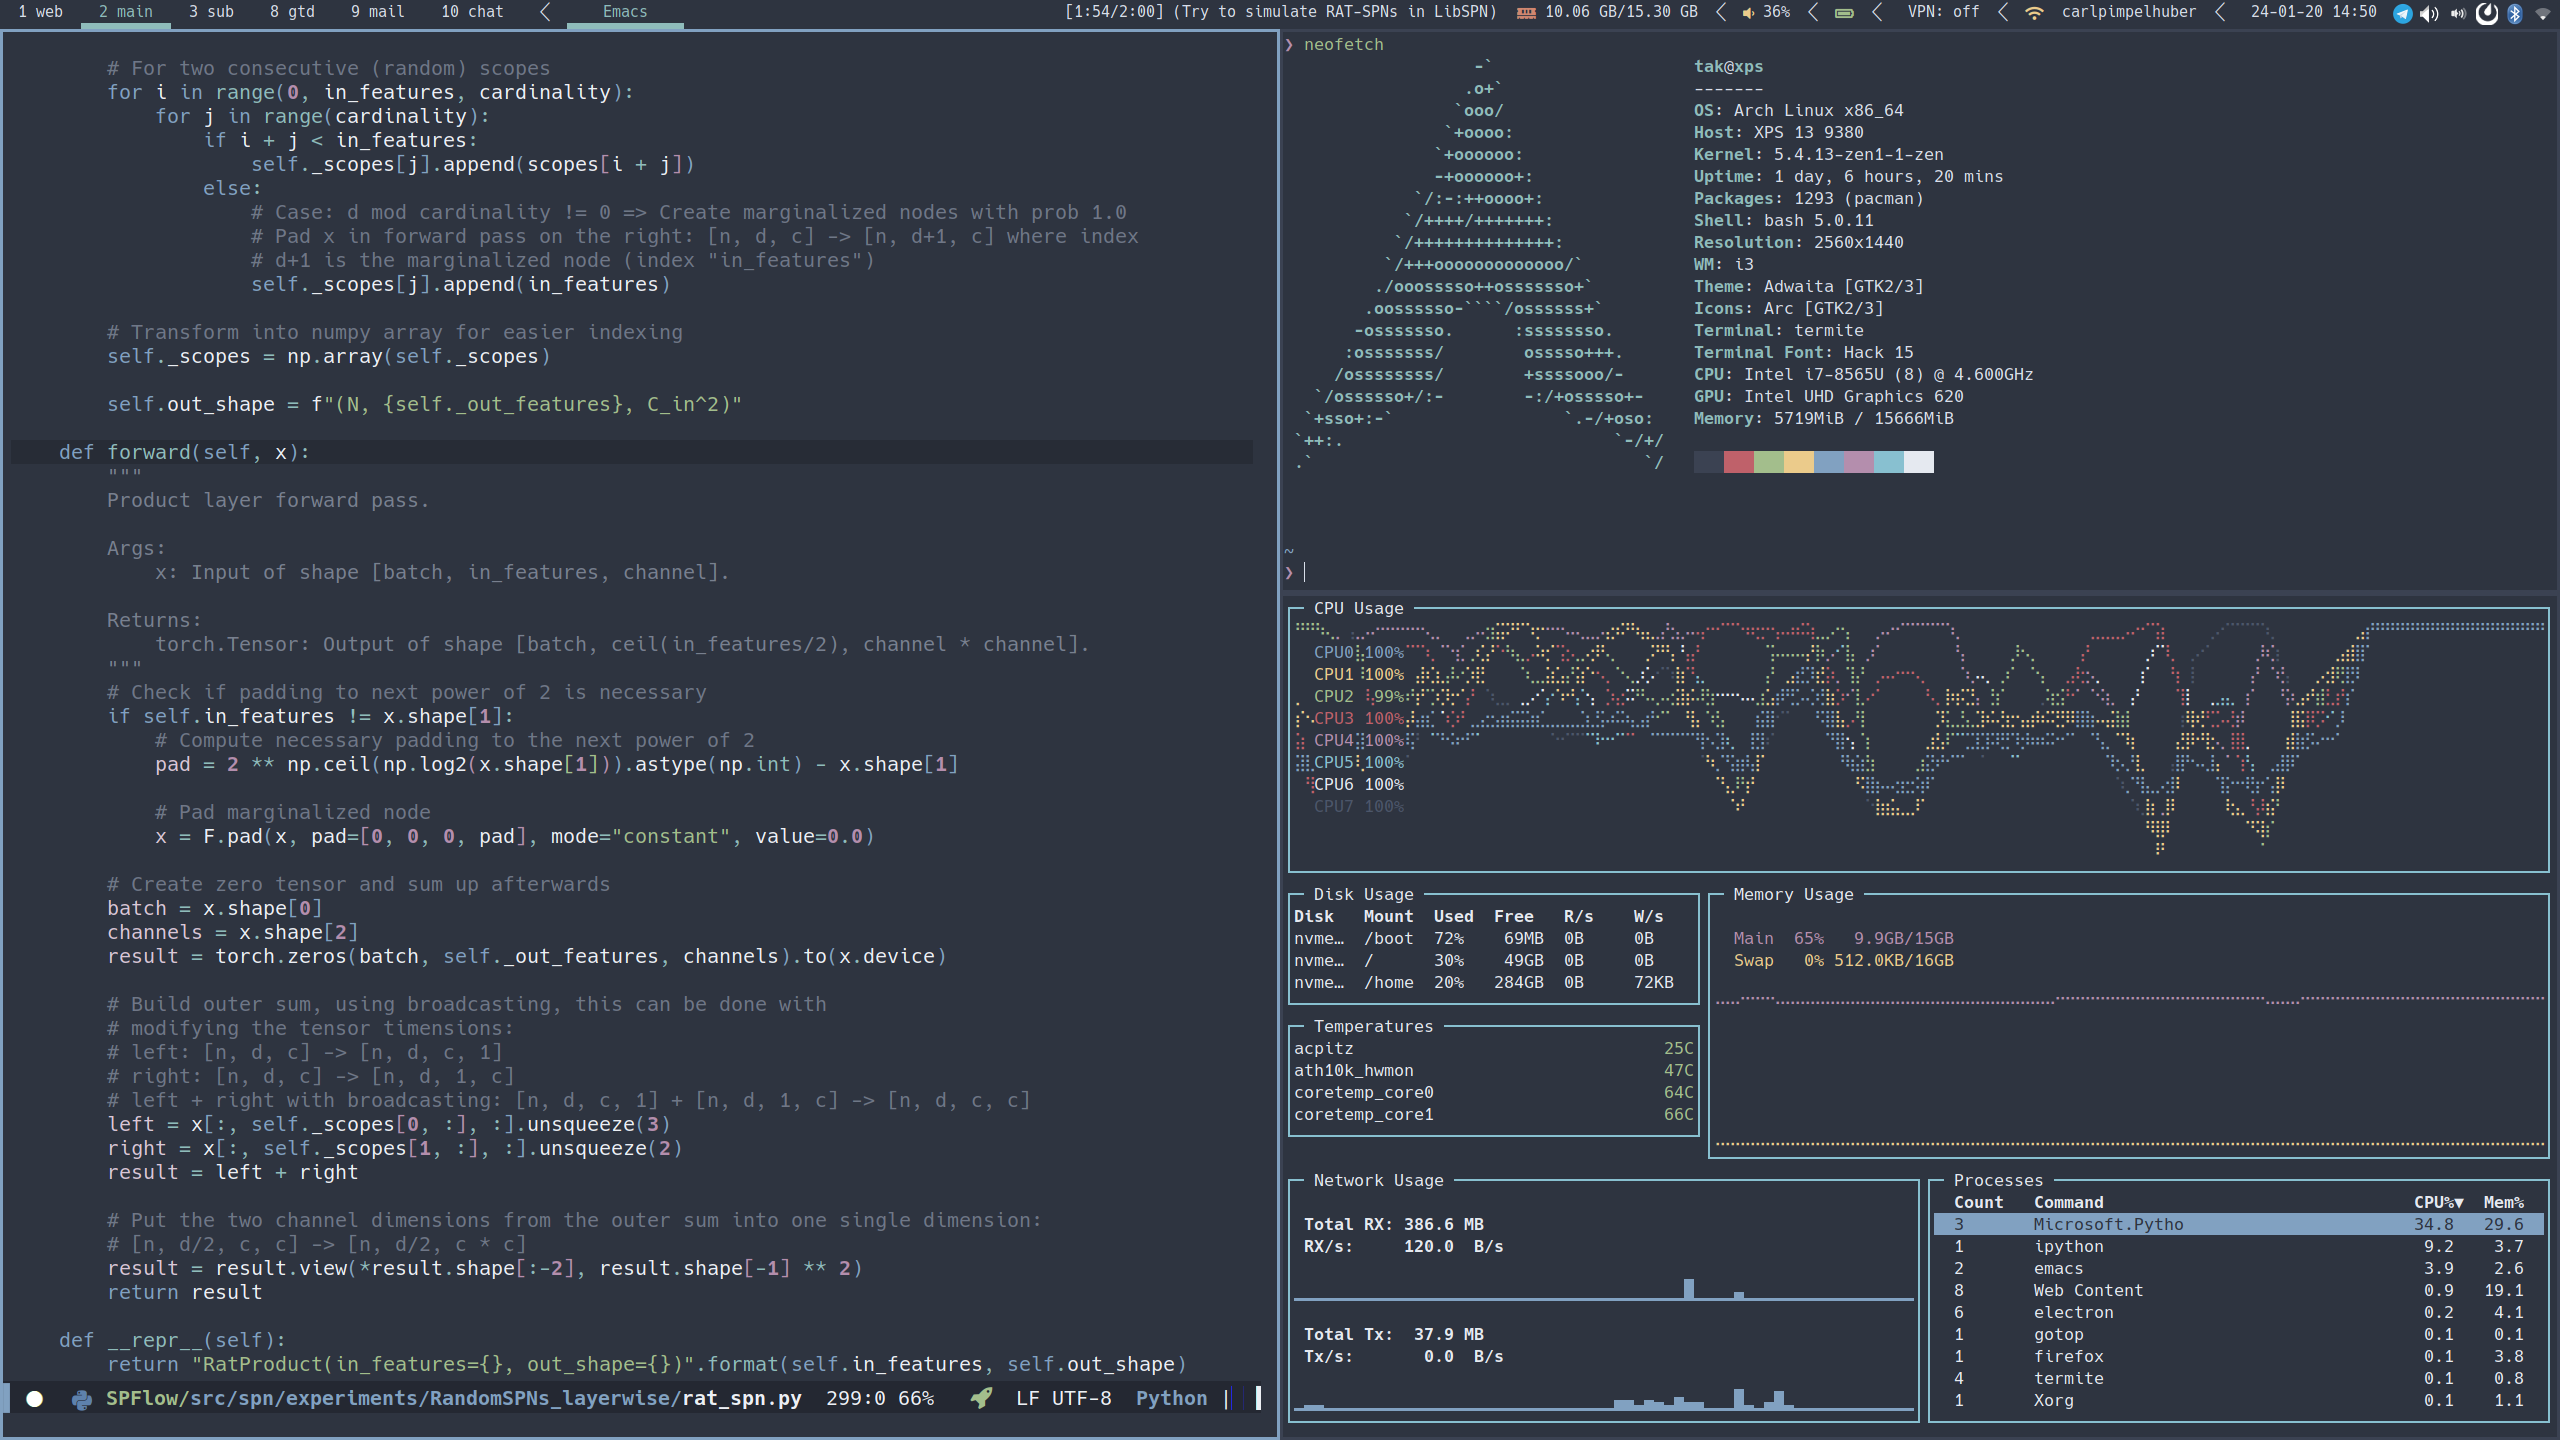 1 web 2 main 3 sub 8 gtd 9 mail 10 chat Emacs [1:54/2:00] (Try to simulate RAT-SPNs in LibSPN) 10.06 GB/15.30 GB 36% VPN: off carlpimpelhuber 24-01-20 14:50
# For two consecutive (random) scopes
for i in range(0, in_features, cardinality):
for j in range(cardinality):
if i + j < in_features:
self._scopes[j].append(scopes[i + j])
else:
# Case: d mod cardinality != 0 => Create marginalized nodes with prob 1.0
# Pad x in forward pass on the right: [n, d, c] -> [n, d+1, c] where index
# d+1 is the marginalized node (index "in_features")
self._scopes[j].append(in_features)
# Transform into numpy array for easier indexing
self._scopes = np.array(self._scopes)
self.out_shape = f"(N, {self._out_features}, C_in^2)"
def forward(self, x):
"""
Product layer forward pass.
Args:
x: Input of shape [batch, in_features, channel].
Returns:
torch.Tensor: Output of shape [batch, ceil(in_features/2), channel * channel].
"""
# Check if padding to next power of 2 is necessary
if self.in_features != x.shape[1]:
# Compute necessary padding to the next power of 2
pad = 2 ** np.ceil(np.log2(x.shape[1])).astype(np.int) - x.shape[1]
# Pad marginalized node
x = F.pad(x, pad=[0, 0, 0, pad], mode="constant", value=0.0)
# Create zero tensor and sum up afterwards
batch = x.shape[0]
channels = x.shape[2]
result = torch.zeros(batch, self._out_features, channels).to(x.device)
# Build outer sum, using broadcasting, this can be done with
# modifying the tensor timensions:
# left: [n, d, c] -> [n, d, c, 1]
# right: [n, d, c] -> [n, d, 1, c]
# left + right with broadcasting: [n, d, c, 1] + [n, d, 1, c] -> [n, d, c, c]
left = x[:, self._scopes[0, :], :].unsqueeze(3)
right = x[:, self._scopes[1, :], :].unsqueeze(2)
result = left + right
# Put the two channel dimensions from the outer sum into one single dimension:
# [n, d/2, c, c] -> [n, d/2, c * c]
result = result.view(*result.shape[:-2], result.shape[-1] ** 2)
return result
def __repr__(self):
return "RatProduct(in_features={}, out_shape={})".format(self.in_features, self.out_shape)
SPFlow/src/spn/experiments/RandomSPNs_layerwise/rat_spn.py 299:0 66% LF UTF-8 Python |
❯ neofetch
-`
.o+`
`ooo/
`+oooo:
`+oooooo:
-+oooooo+:
`/:-:++oooo+:
`/++++/+++++++:
`/++++++++++++++:
`/+++ooooooooooooo/`
./ooosssso++osssssso+`
.oossssso-````/ossssss+`
-osssssso. :ssssssso.
:osssssss/ osssso+++.
/ossssssss/ +ssssooo/-
`/ossssso+/:- -:/+osssso+-
`+sso+:-` `.-/+oso:
`++:. `-/+/
.` `/
tak@xps
-------
OS: Arch Linux x86_64
Host: XPS 13 9380
Kernel: 5.4.13-zen1-1-zen
Uptime: 1 day, 6 hours, 20 mins
Packages: 1293 (pacman)
Shell: bash 5.0.11
Resolution: 2560x1440
WM: i3
Theme: Adwaita [GTK2/3]
Icons: Arc [GTK2/3]
Terminal: termite
Terminal Font: Hack 15
CPU: Intel i7-8565U (8) @ 4.600GHz
GPU: Intel UHD Graphics 620
Memory: 5719MiB / 15666MiB
~
❯
CPU Usage
CPU0 100%
CPU1 100%
CPU2 99%
CPU3 100%
CPU4 100%
CPU5 100%
CPU6 100%
CPU7 100%
Disk Usage
Disk Mount Used Free R/s W/s
nvme… /boot 72% 69MB 0B 0B
nvme… / 30% 49GB 0B 0B
nvme… /home 20% 284GB 0B 72KB
Memory Usage
Main 65% 9.9GB/15GB
Swap 0% 512.0KB/16GB
Temperatures
acpitz 25C
ath10k_hwmon 47C
coretemp_core0 64C
coretemp_core1 66C
Network Usage
Total RX: 386.6 MB
RX/s: 120.0 B/s
Total Tx: 37.9 MB
Tx/s: 0.0 B/s
Processes
Count Command CPU%▼ Mem%
3 Microsoft.Pytho 34.8 29.6
1 ipython 9.2 3.7
2 emacs 3.9 2.6
8 Web Content 0.9 19.1
6 electron 0.2 4.1
1 gotop 0.1 0.1
1 firefox 0.1 3.8
4 termite 0.1 0.8
1 Xorg 0.1 1.1